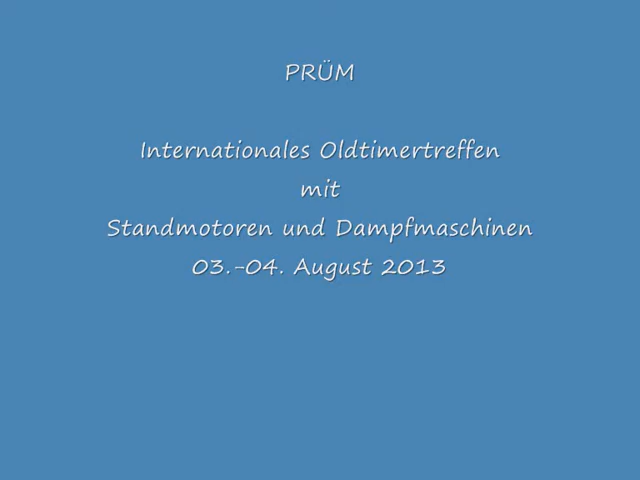 PRÜM
Internationales Oldtimertreffen
mit
Standmotoren und Dampfmaschinen
03.-04. August 2013